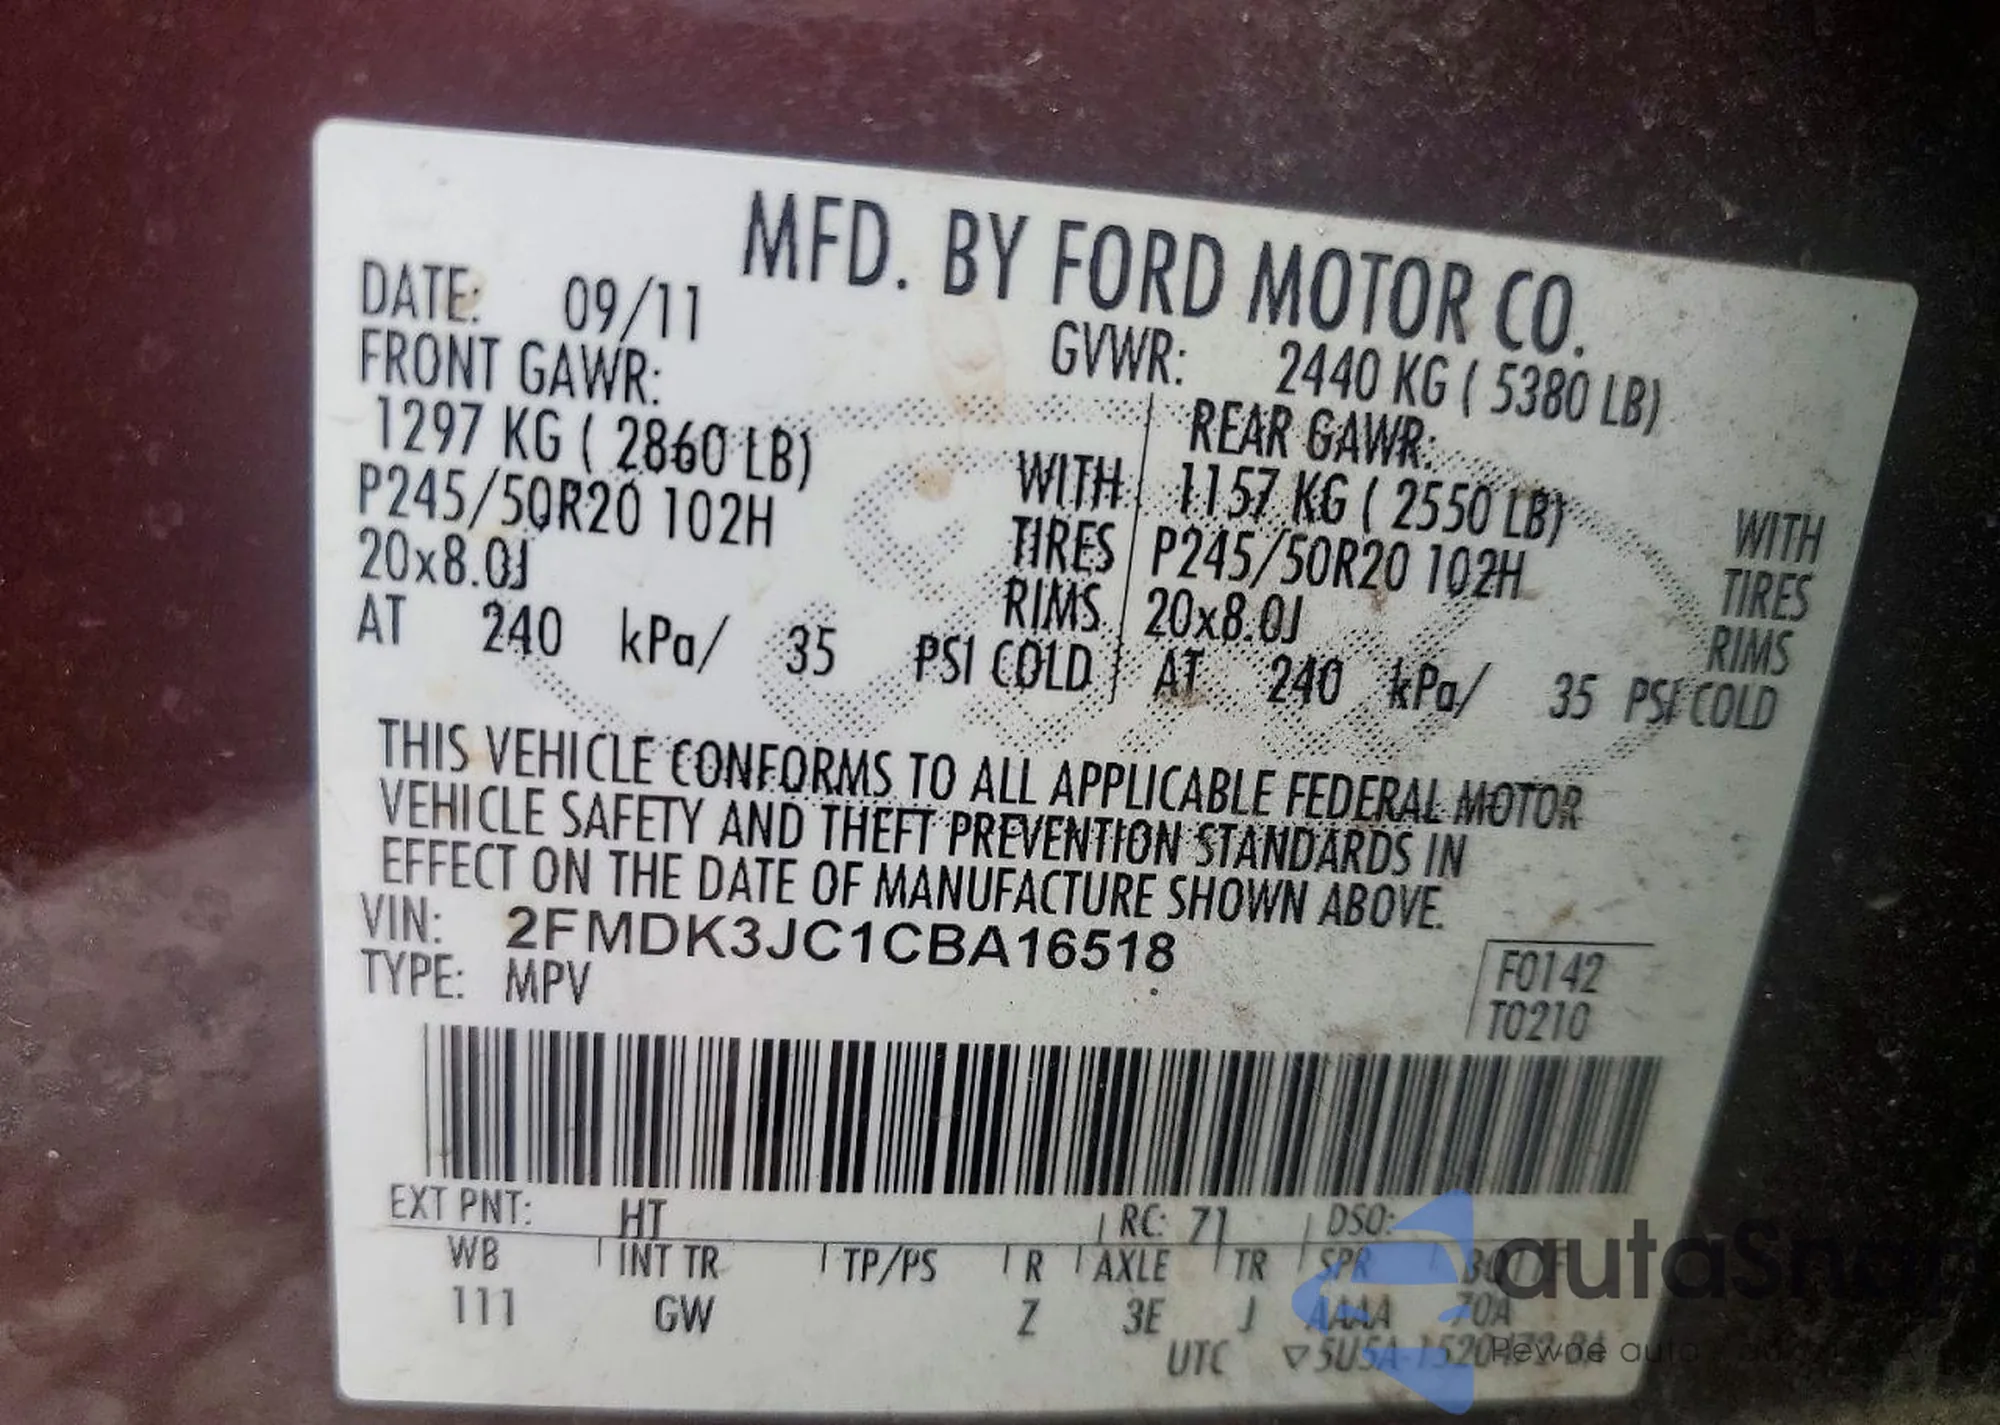 MFD. BY FORD MOTOR CO.
DATE: 09/11 GVWR: 2440 KG ( 5380 LB)
FRONT GAWR: REAR GAWR:
1297 KG ( 2860 LB) WITH 1157 KG ( 2550 LB) WITH
P245/50R20 102H TIRES P245/50R20 102H TIRES
20x8.0J RIMS 20x8.0J RIMS
AT 240 kPa/ 35 PSI COLD AT 240 kPa/ 35 PSI COLD
THIS VEHICLE CONFORMS TO ALL APPLICABLE FEDERAL MOTOR
VEHICLE SAFETY AND THEFT PREVENTION STANDARDS IN
EFFECT ON THE DATE OF MANUFACTURE SHOWN ABOVE.
VIN: 2FMDK3JC1CBA16518
TYPE: MPV
F0142
T0210
EXT PNT: HT RC: 71 DSO:
WB INT TR TP/PS R AXLE TR SPR
111 GW Z 3E J AAAA 70A
UTC
autaSnap
Pewne auta